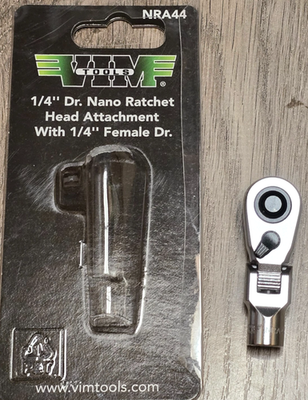 NRA44
VIM
TOOLS
®
1/4" Dr. Nano Ratchet
Head Attachment
With 1/4" Female Dr.
www.vimtools.com